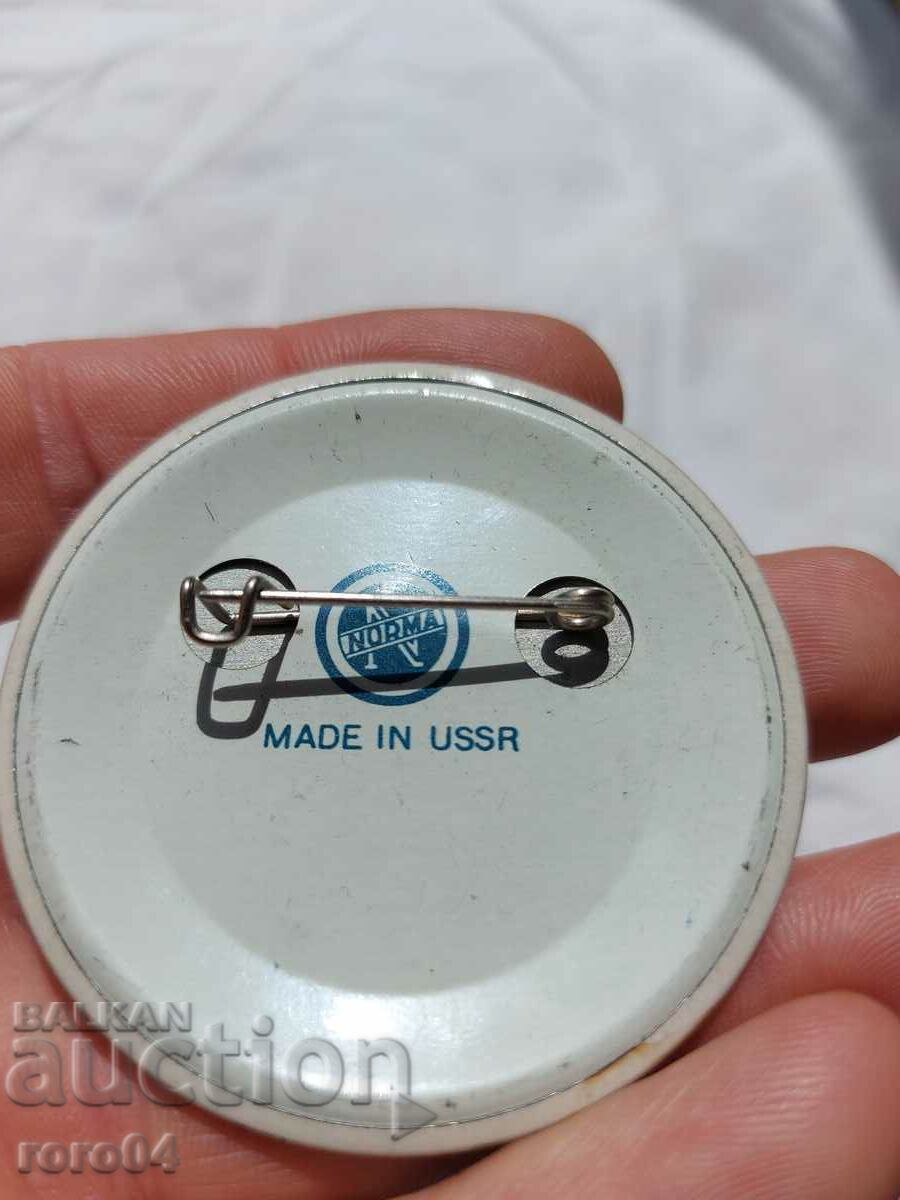 NORMA
MADE IN USSR
BALKAN
auction
roro04